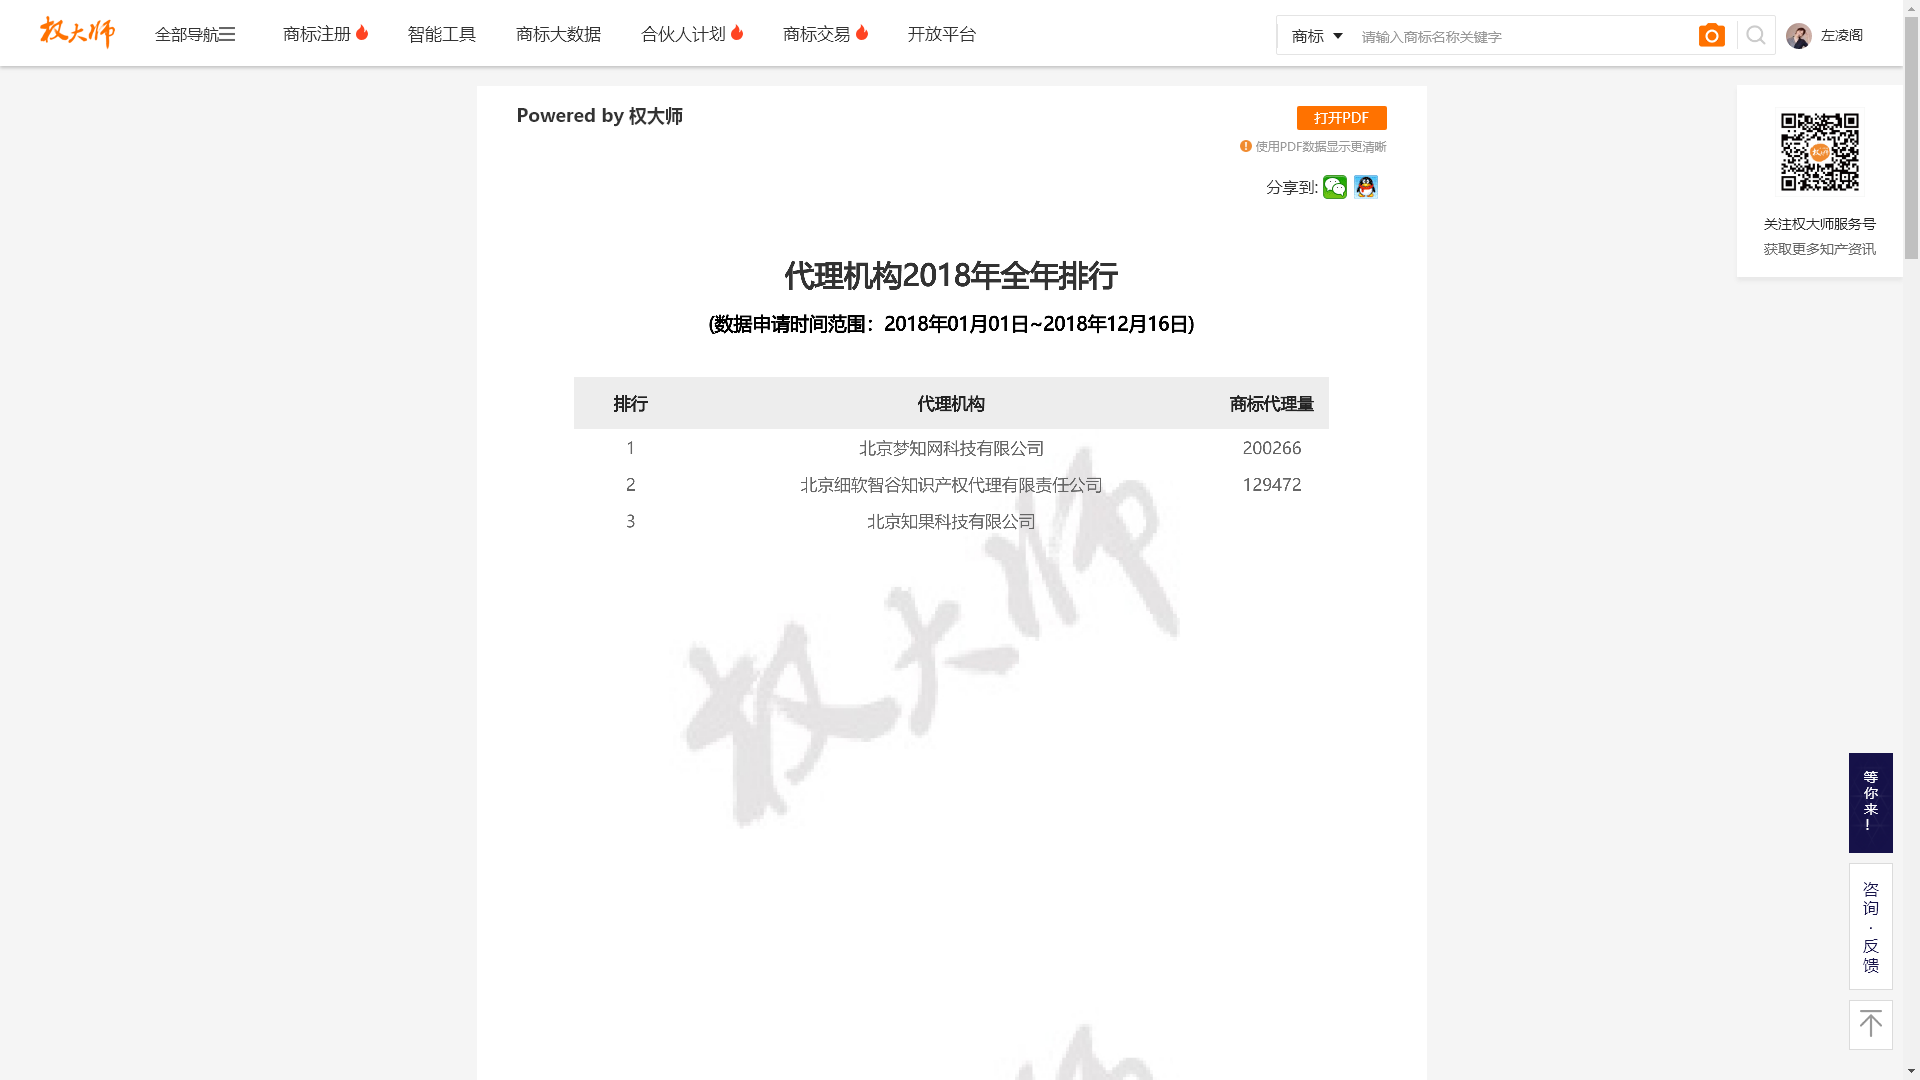 权大师
全部导航
商标注册
智能工具
商标大数据
合伙人计划
商标交易
开放平台
商标
请输入商标名称关键字
左凌阁
Powered by 权大师
打开PDF
使用PDF数据显示更清晰
分享到:
关注权大师服务号
获取更多知产资讯
代理机构2018年全年排行
(数据申请时间范围：2018年01月01日~2018年12月16日)
排行 代理机构 商标代理量
1 北京梦知网科技有限公司 200266
2 北京细软智谷知识产权代理有限责任公司 129472
3 北京知果科技有限公司
权大师
等你来!
咨询·反馈